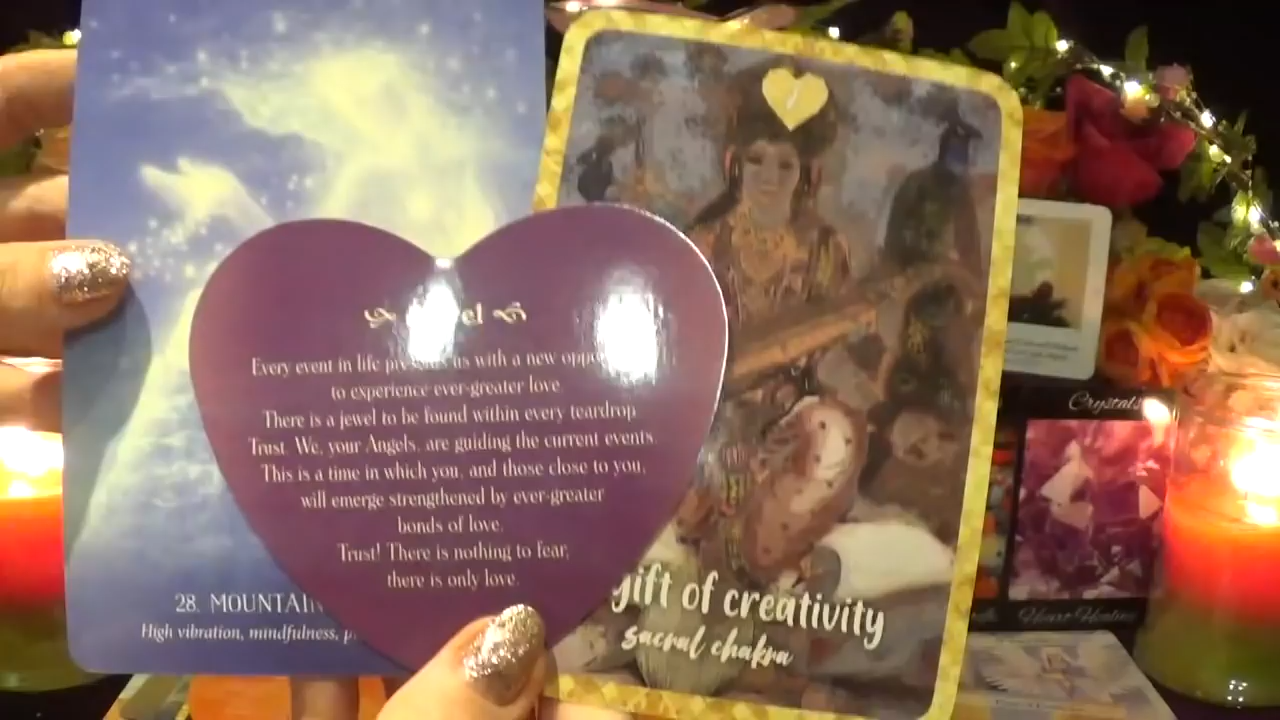 Every event in life us with a new
to experience ever-greater love.
There is a jewel to be found within every teardrop
Trust. We, your Angels, are guiding the current events.
This is a time in which you, and those close to you,
will emerge strengthened by ever-greater
bonds of love.
Trust! There is nothing to fear,
there is only love.
28. MOUNTAIN
High vibration, mindfulness,
gift of creativity
sacral chakra
Crystals
Heart Healing